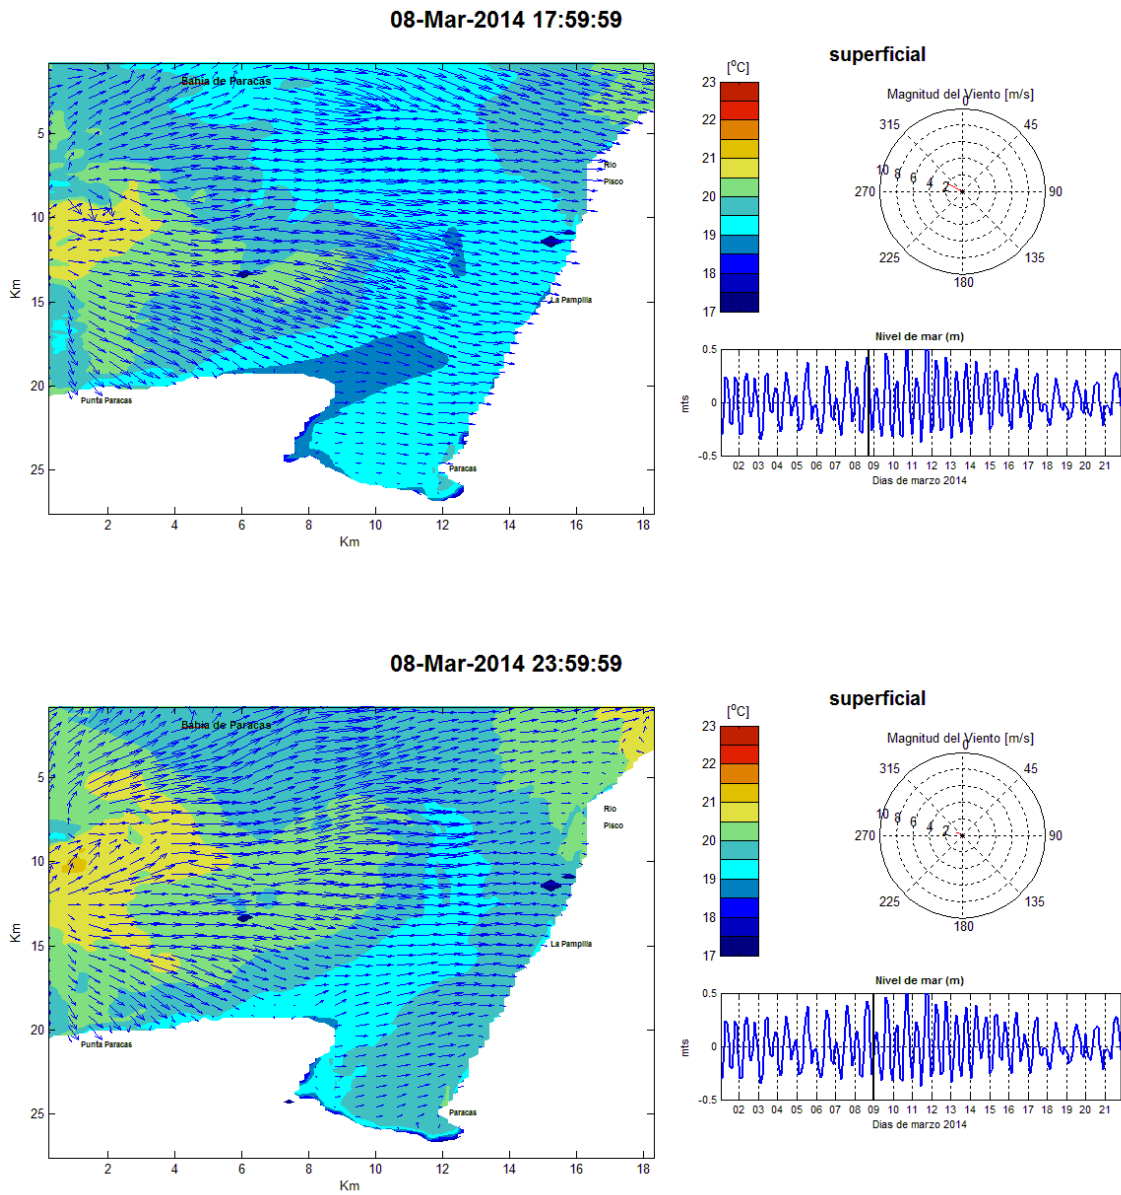 08-Mar-2014 17:59:59
superficial
[°C]
23
22
21
20
19
18
17
Magnitud del Viento [m/s]
0
315
45
10 8 6 4 2
270
90
225
135
180
Bahia de Paracas
Rio
Pisco
La Pampilla
Punta Paracas
Paracas
Km
5
10
15
20
25
2 4 6 8 10 12 14 16 18
Km
Nivel de mar (m)
mts
0.5
0
-0.5
02 03 04 05 06 07 08 09 10 11 12 13 14 15 16 17 18 19 20 21
Dias de marzo 2014
08-Mar-2014 23:59:59
superficial
[°C]
23
22
21
20
19
18
17
Magnitud del Viento [m/s]
0
315
45
10 8 6 4 2
270
90
225
135
180
Bahia de Paracas
Rio
Pisco
La Pampilla
Punta Paracas
Paracas
Km
5
10
15
20
25
2 4 6 8 10 12 14 16 18
Km
Nivel de mar (m)
mts
0.5
0
-0.5
02 03 04 05 06 07 08 09 10 11 12 13 14 15 16 17 18 19 20 21
Dias de marzo 2014